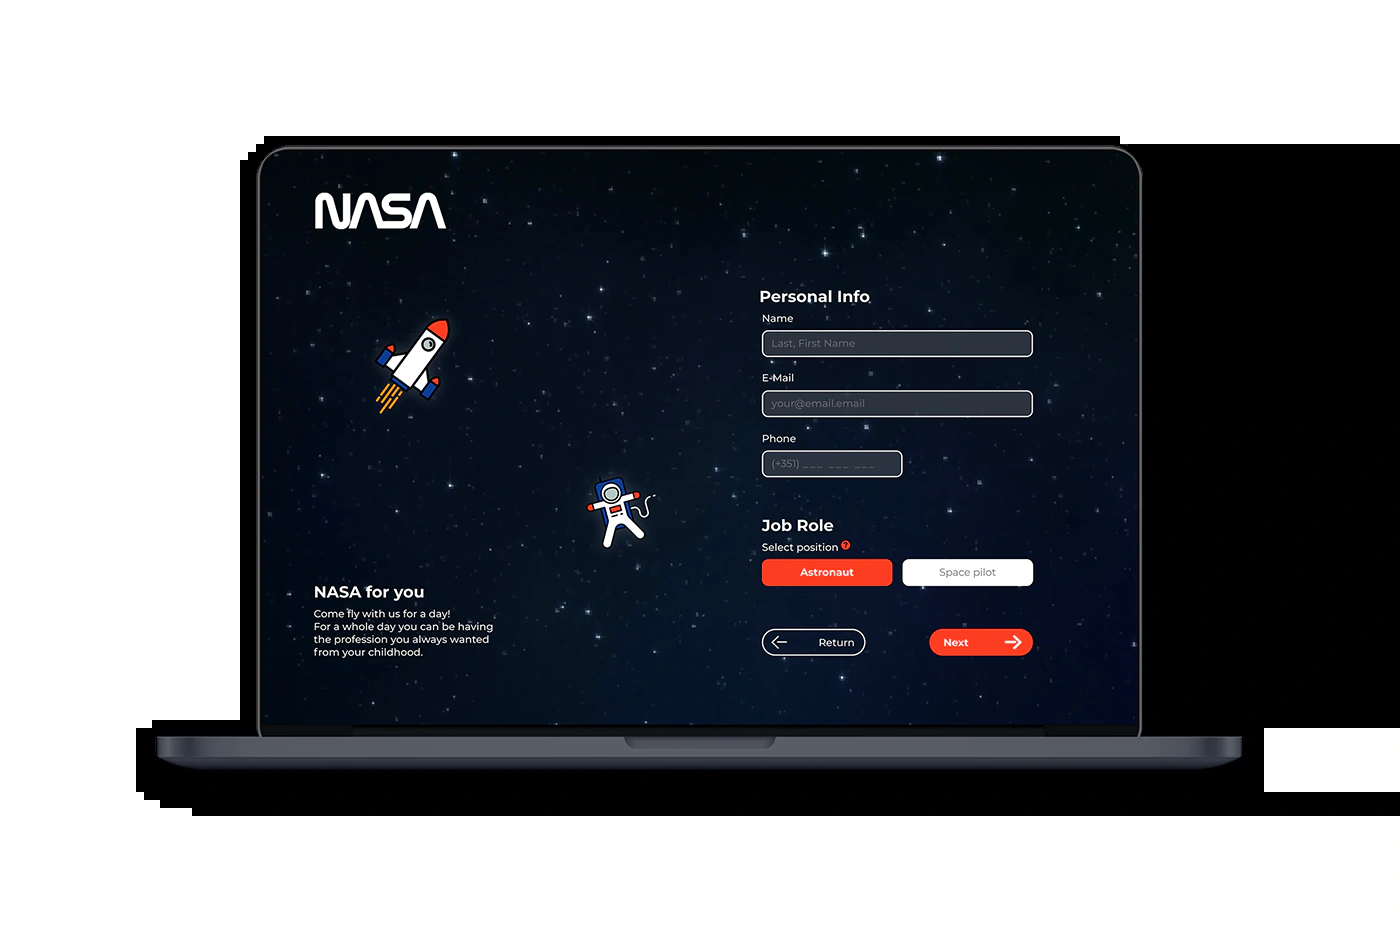 NASA
Personal Info
Name
Last, First Name
E-Mail
your@email.email
Phone
(+351) ___ ___ ___
Job Role
Select position ?
Astronaut
Space pilot
Return
Next
NASA for you
Come fly with us for a day!
For a whole day you can be having
the profession you always wanted
from your childhood.